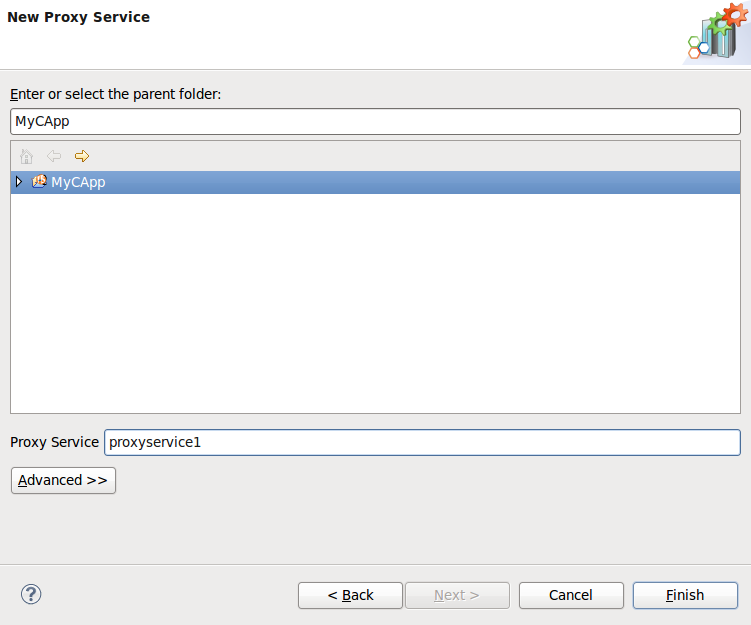 New Proxy Service
Enter or select the parent folder:
MyCApp
MyCApp
Proxy Service proxyservice1
Advanced >>
? < Back Next > Cancel Finish